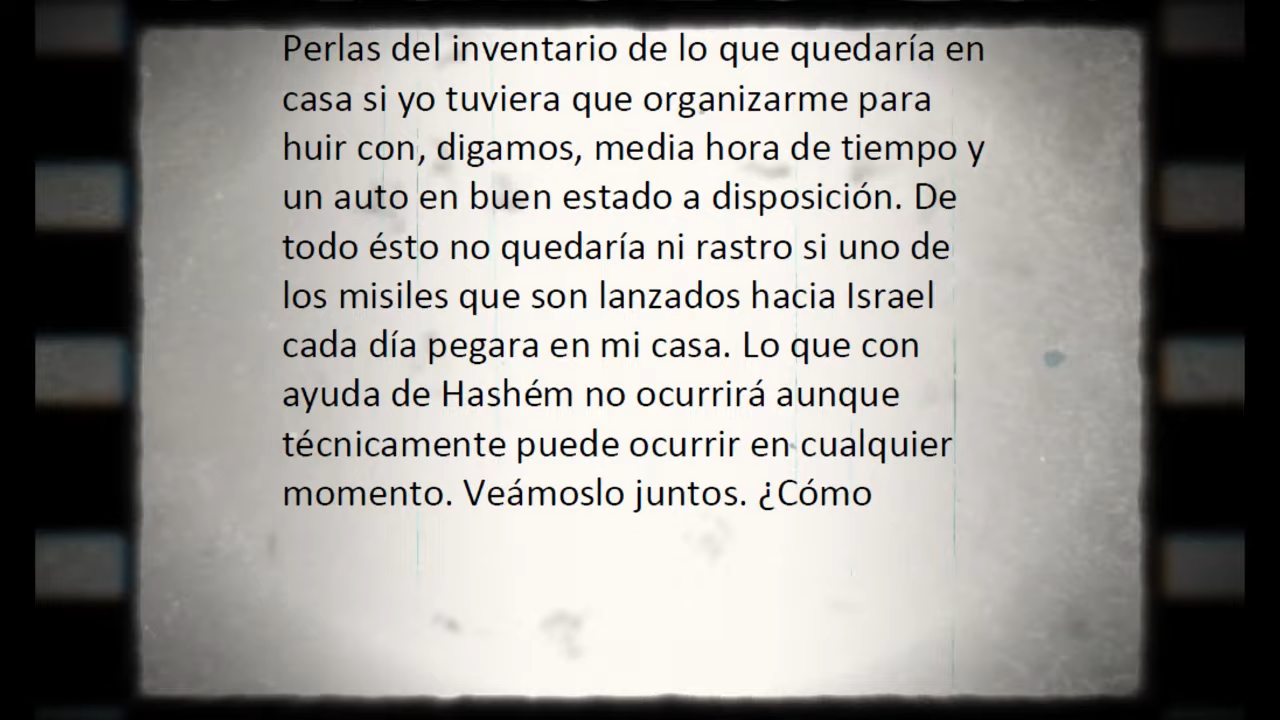 Perlas del inventario de lo que quedaría en
casa si yo tuviera que organizarme para
huir con, digamos, media hora de tiempo y
un auto en buen estado a disposición. De
todo ésto no quedaría ni rastro si uno de
los misiles que son lanzados hacia Israel
cada día pegara en mi casa. Lo que con
ayuda de Hashém no ocurrirá aunque
técnicamente puede ocurrir en cualquier
momento. Veámoslo juntos. ¿Cómo